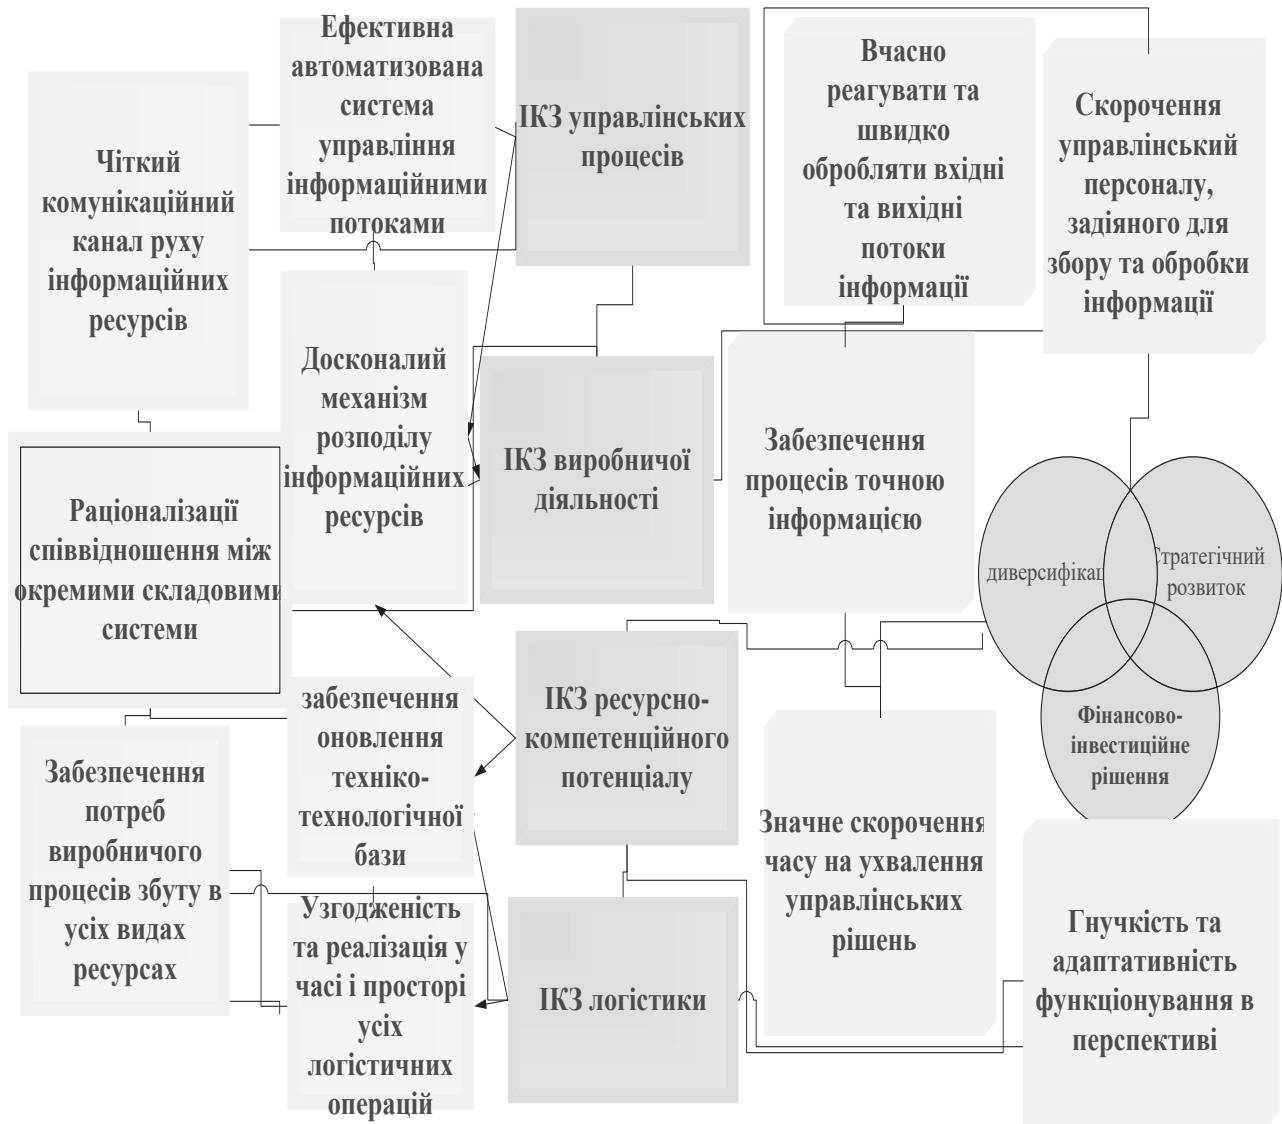 Ефективна
автоматизована
система
управління
інформаційними
потоками
ІКЗ управлінських
процесів
Вчасно
реагувати та
швидко
обробляти вхідні
та вихідні
потоки
інформації
Скорочення
управлінський
персоналу,
задіяного для
збору та обробки
інформації
Чіткий
комунікаційний
канал руху
інформаційних
ресурсів
Досконалий
механізм
розподілу
інформаційних
ресурсів
ІКЗ виробничої
діяльності
Забезпечення
процесів точною
інформацією
Раціоналізації
співвідношення між
окремими складовими
системи
диверсифікац
Стратегічний
розвиток
Фінансово-
інвестиційне
рішення
забезпечення
оновлення
техніко-
технологічної
бази
ІКЗ ресурсно-
компетенційного
потенціалу
Забезпечення
потреб
виробничого
процесів збуту в
усіх видах
ресурсах
Значне скорочення
часу на ухвалення
управлінських
рішень
Узгодженість
та реалізація у
часі і просторі
усіх
логістичних
операцій
ІКЗ логістики
Гнучкість та
адаптативність
функціонування в
перспективі